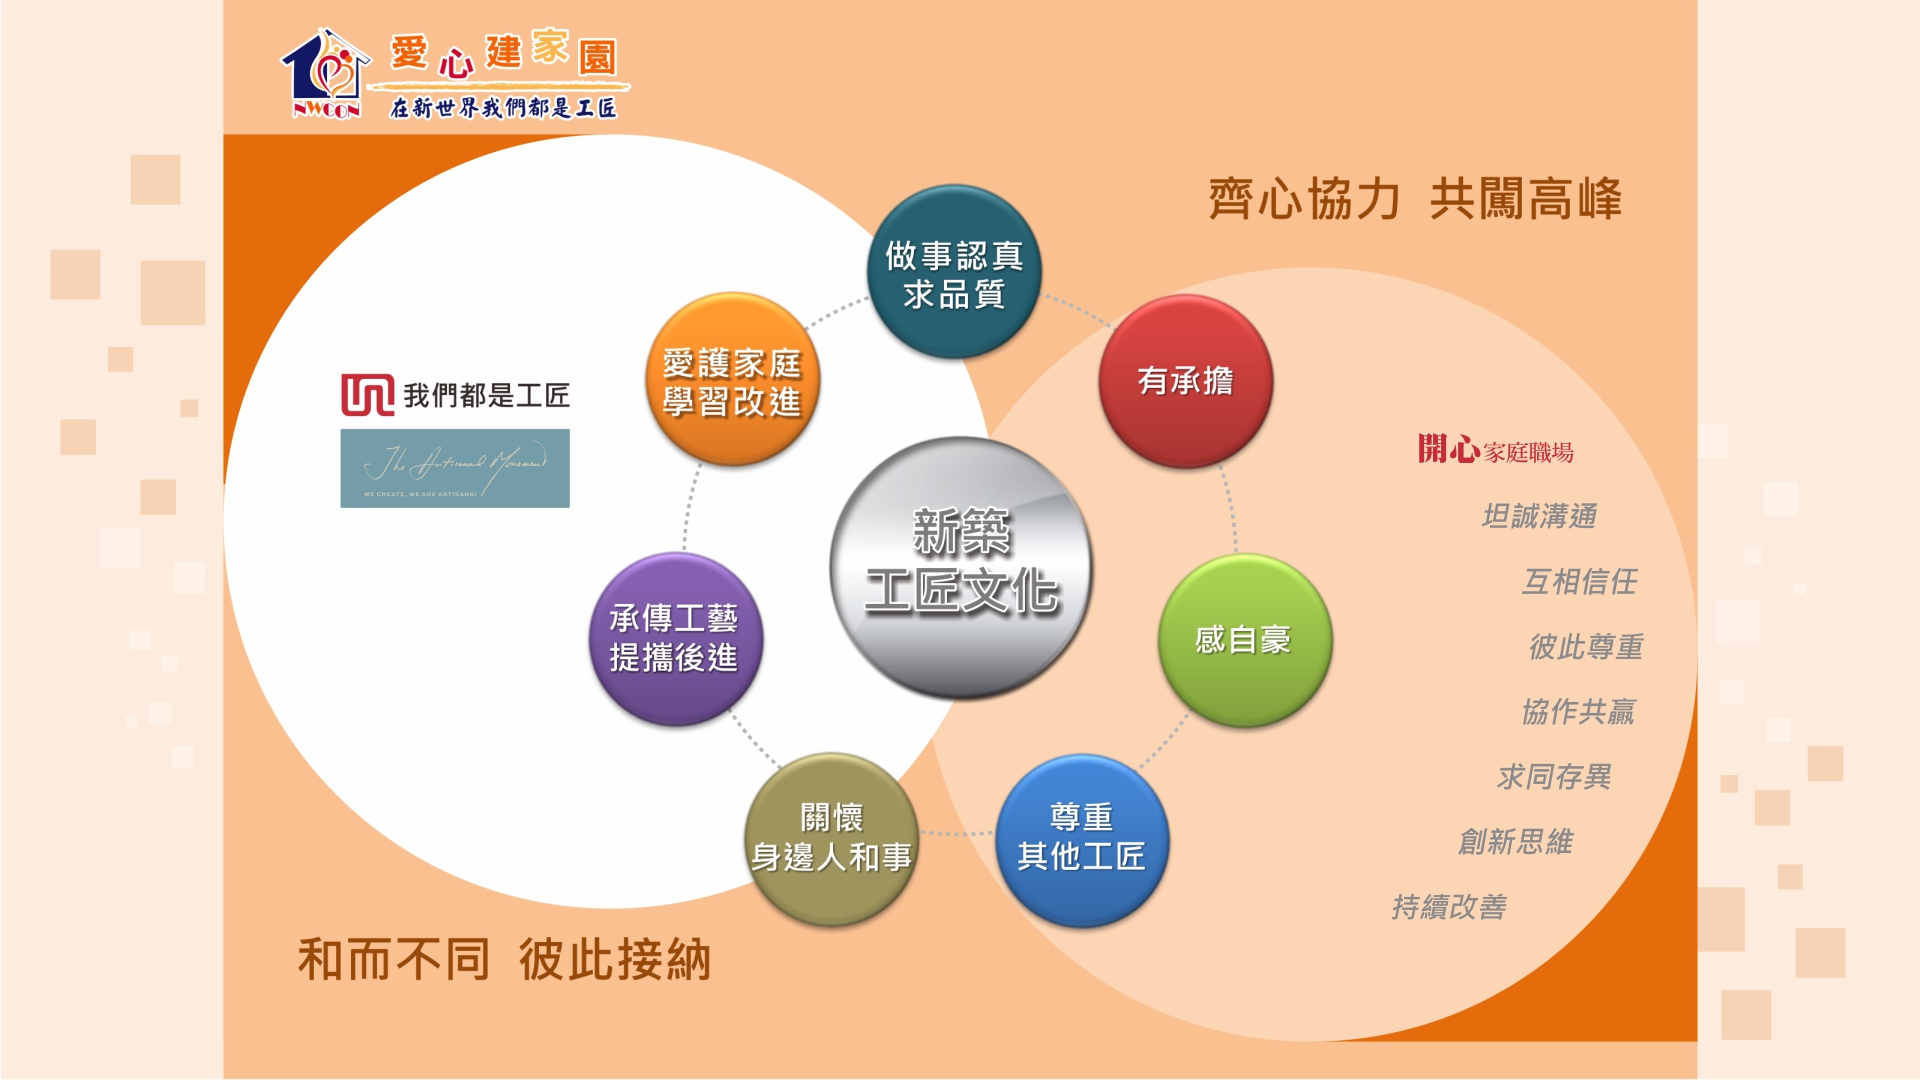 愛心建家園
NWCON
在新世界我們都是工匠
齊心協力 共闖高峰
做事認真
求品質
愛護家庭
學習改進
有承擔
我們都是工匠
The Artisanal Movement
WE CREATE, WE ARE ARTISANS!
開心家庭職場
新築
工匠文化
坦誠溝通
互相信任
承傳工藝
提攜後進
感自豪
彼此尊重
協作共贏
求同存異
關懷
身邊人和事
尊重
其他工匠
創新思維
持續改善
和而不同 彼此接納